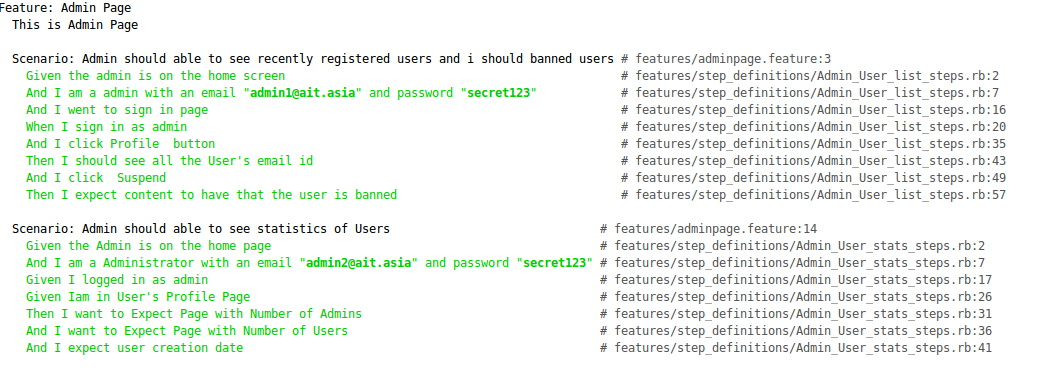 Feature: Admin Page
This is Admin Page
Scenario: Admin should able to see recently registered users and i should banned users # features/adminpage.feature:3
Given the admin is on the home screen # features/step_definitions/Admin_User_list_steps.rb:2
And I am a admin with an email "admin1@ait.asia" and password "secret123" # features/step_definitions/Admin_User_list_steps.rb:7
And I went to sign in page # features/step_definitions/Admin_User_list_steps.rb:16
When I sign in as admin # features/step_definitions/Admin_User_list_steps.rb:20
And I click Profile  button # features/step_definitions/Admin_User_list_steps.rb:35
Then I should see all the User's email id # features/step_definitions/Admin_User_list_steps.rb:43
And I click  Suspend # features/step_definitions/Admin_User_list_steps.rb:49
Then I expect content to have that the user is banned # features/step_definitions/Admin_User_list_steps.rb:57
Scenario: Admin should able to see statistics of Users # features/adminpage.feature:14
Given the Admin is on the home page # features/step_definitions/Admin_User_stats_steps.rb:2
And I am a Administrator with an email "admin2@ait.asia" and password "secret123" # features/step_definitions/Admin_User_stats_steps.rb:7
Given I logged in as admin # features/step_definitions/Admin_User_stats_steps.rb:17
Given Iam in User's Profile Page # features/step_definitions/Admin_User_stats_steps.rb:26
Then I want to Expect Page with Number of Admins # features/step_definitions/Admin_User_stats_steps.rb:31
And I want to Expect Page with Number of Users # features/step_definitions/Admin_User_stats_steps.rb:36
And I expect user creation date # features/step_definitions/Admin_User_stats_steps.rb:41